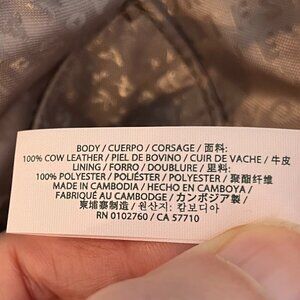 BODY / CUERPO / CORSAGE / 面料:
100% COW LEATHER / PIEL DE BOVINO / CUIR DE VACHE / 牛皮
LINING / FORRO / DOUBLURE / 里料:
100% POLYESTER / POLIÉSTER / POLYESTER / 聚酯纤维
MADE IN CAMBODIA / HECHO EN CAMBOYA /
FABRIQUÉ AU CAMBODGE / カンボジア製 /
柬埔寨制造 / 원산지: 캄보디아
RN 0102760 / CA 57710